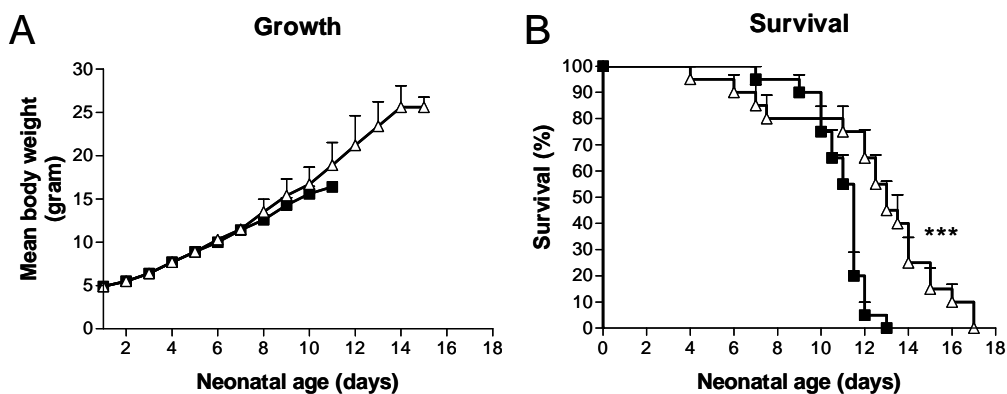 A
Growth
30
25
20
15
10
5
0
2 4 6 8 10 12 14 16 18
Mean body weight
(gram)
Neonatal age (days)
B
Survival
100
90
80
70
60
50
40
30
20
10
0
0 2 4 6 8 10 12 14 16 18
Survival (%)
Neonatal age (days)
***